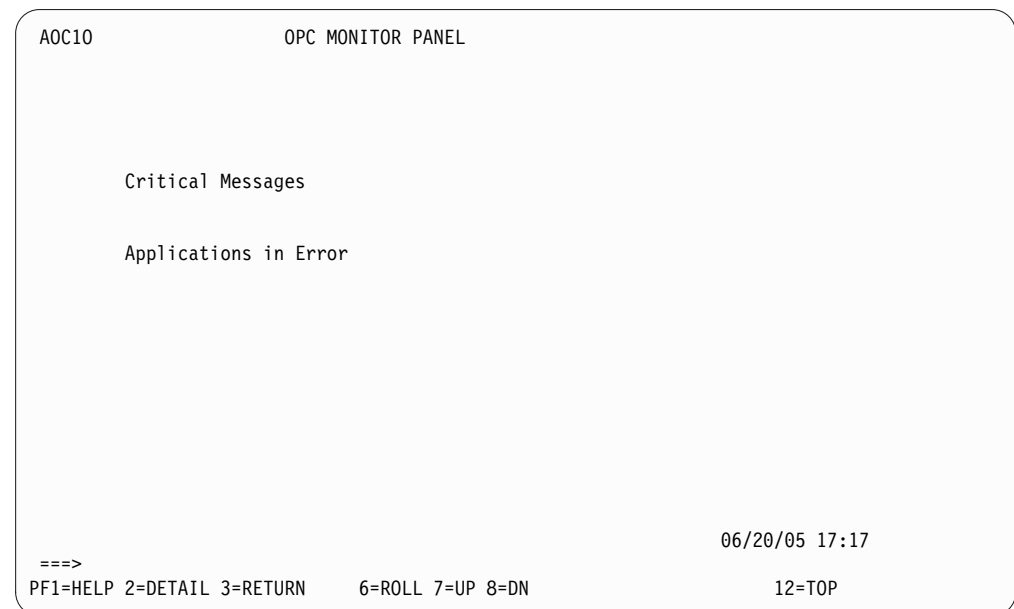 AOC1O OPC MONITOR PANEL
Critical Messages
Applications in Error
06/20/05 17:17
===>
PF1=HELP 2=DETAIL 3=RETURN 6=ROLL 7=UP 8=DN 12=TOP